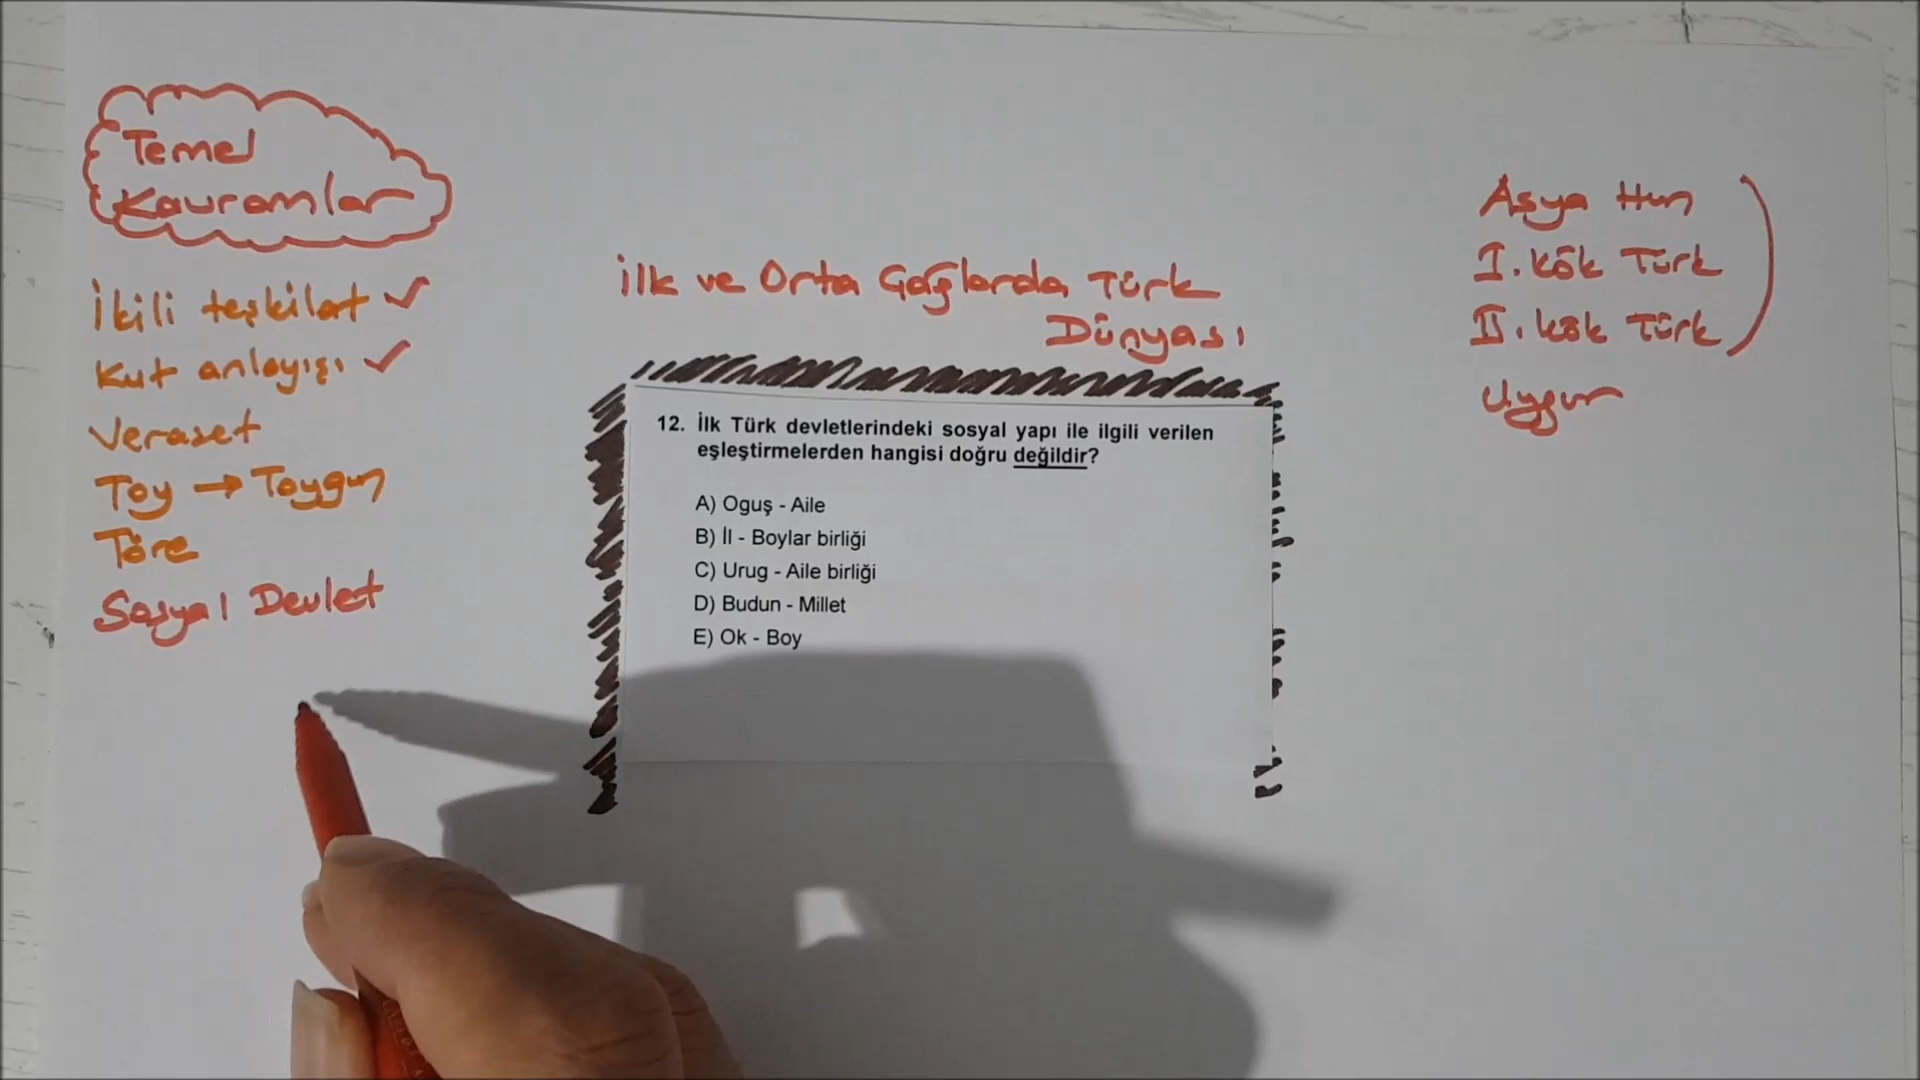 Temel
Kavramlar
İkili teşkilat ✓
Kut anlayışı ✓
Veraset
Toy → Toygun
Töre
Sosyal Devlet
İlk ve Orta Çağlarda Türk
Dünyası
12. İlk Türk devletlerindeki sosyal yapı ile ilgili verilen
eşleştirmelerden hangisi doğru değildir?
A) Oguş - Aile
B) İl - Boylar birliği
C) Urug - Aile birliği
D) Budun - Millet
E) Ok - Boy
Asya Hun
I. Kök Türk
II. Kök Türk
Uygur